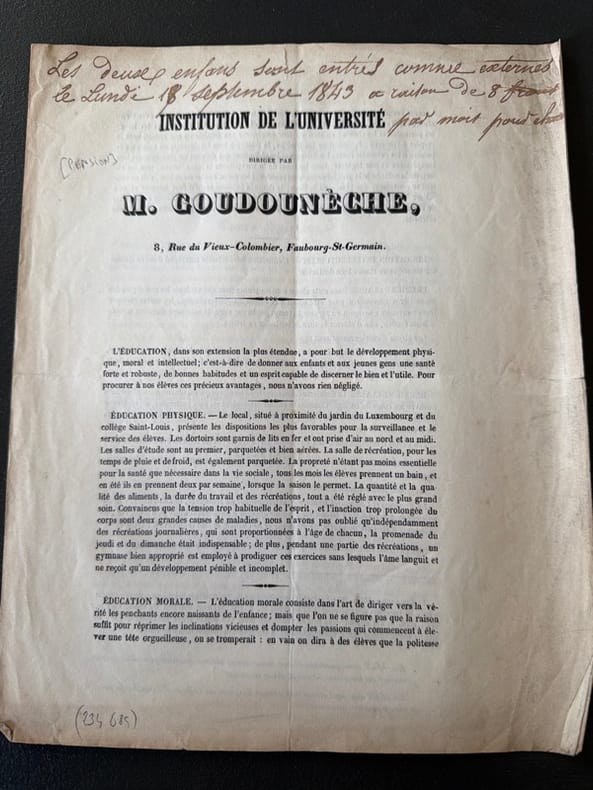 Les deux enfans sont entrés comme externes
le Lundi 18 septembre 1843 a raison de 8
INSTITUTION DE L'UNIVERSITÉ par mois pour
DIRIGÉE PAR
[PENSION]
M. GOUDOUNÈCHE,
8, Rue du Vieux-Colombier, Faubourg-St-Germain.
L'ÉDUCATION, dans son extension la plus étendue, a pour but le développement physi-
que, moral et intellectuel; c'est-à-dire de donner aux enfants et aux jeunes gens une santé
forte et robuste, de bonnes habitudes et un esprit capable de discerner le bien et l'utile. Pour
procurer à nos élèves ces précieux avantages, nous n'avons rien négligé.
ÉDUCATION PHYSIQUE. — Le local, situé à proximité du jardin du Luxembourg et du
collége Saint-Louis, présente les dispositions les plus favorables pour la surveillance et le
service des élèves. Les dortoirs sont garnis de lits en fer et ont prise d'air au nord et au midi.
Les salles d'étude sont au premier, parquetées et bien aérées. La salle de récréation, pour les
temps de pluie et de froid, est également parquetée. La propreté n'étant pas moins essentielle
pour la santé que nécessaire dans la vie sociale, tous les mois les élèves prennent un bain, et
en été ils en prennent deux par semaine, lorsque la saison le permet. La quantité et la qua
lité des aliments, la durée du travail et des récréations, tout a été réglé avec le plus grand
soin. Convaincus que la tension trop habituelle de l'esprit, et l'inaction trop prolongée du
corps sont deux grandes causes de maladies, nous n'avons pas oublié qu'indépendamment
des récréations journalières, qui sont proportionnées à l'âge de chacun, la promenade du
jeudi et du dimanche était indispensable; de plus, pendant une partie des récréations, un
gymnase bien approprié est employé à prodiguer ces exercices sans lesquels l'âme languit et
ne reçoit qu'un développement pénible et incomplet.
ÉDUCATION MORALE. — L'éducation morale consiste dans l'art de diriger vers la vé-
rité les penchants encore naissants de l'enfance; mais que l'on ne se figure pas que la raison
suffit pour réprimer les inclinations vicieuses et dompter les passions qui commencent à éle-
ver une tête orgueilleuse, on se tromperait : en vain on dira à des élèves que la politesse
(234 685)